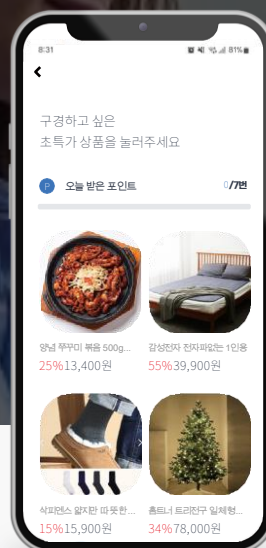 8:31 81%
구경하고 싶은
초특가 상품을 눌러주세요
P 오늘 받은 포인트 0/7번
양념 쭈꾸미 볶음 500g... 감성전자 전자파없는 1인용
25%13,400원 55%39,900원
삭피엔스 얇지만 따뜻한... 홈트너 트리전구 일체형...
15%15,900원 34%78,000원